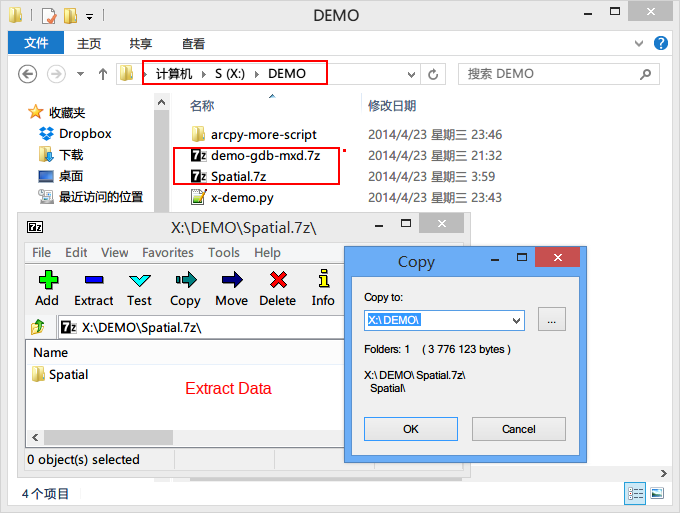 DEMO
文件 主页 共享 查看
计算机 S (X:) DEMO 搜索 DEMO
收藏夹
Dropbox
下载
桌面
最近访问的位置
名称 修改日期
arcpy-more-script 2014/4/23 星期三 23:46
demo-gdb-mxd.7z 2014/4/23 星期三 21:32
Spatial.7z 2014/4/23 星期三 3:59
x-demo.py 2014/4/23 星期三 23:43
7z X:\DEMO\Spatial.7z\
File Edit View Favorites Tools Help
Add Extract Test Copy Move Delete Info
7z X:\DEMO\Spatial.7z\
Name
Spatial
Extract Data
0 object(s) selected
Copy
Copy to:
X:\DEMO\
...
Folders: 1 ( 3 776 123 bytes )
X:\DEMO\Spatial.7z\
Spatial\
OK Cancel
4 个项目